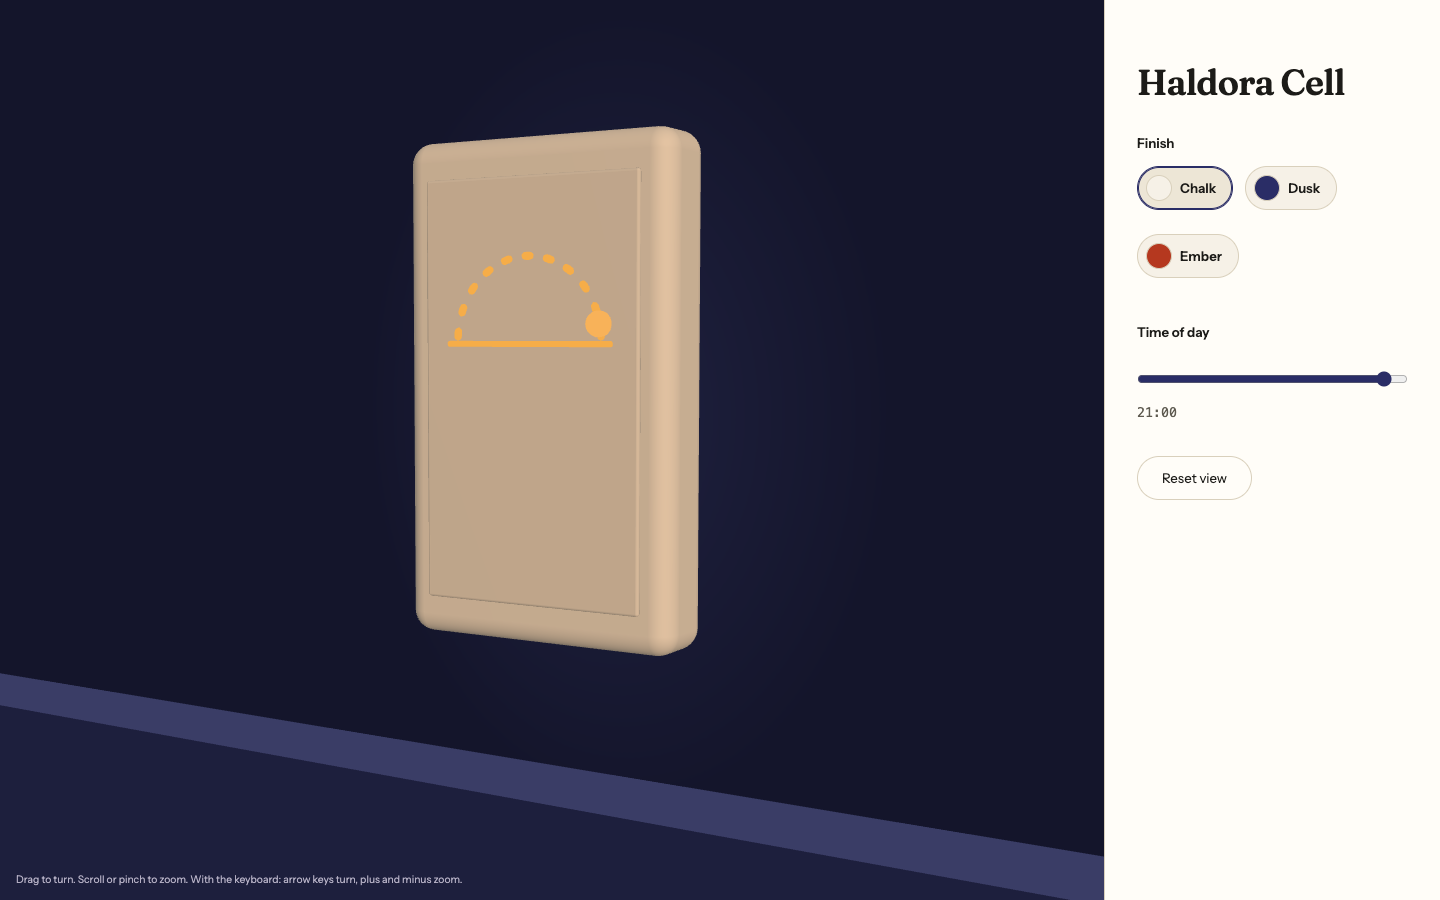 Haldora Cell
Finish
Chalk
Dusk
Ember
Time of day
21:00
Reset view
Drag to turn. Scroll or pinch to zoom. With the keyboard: arrow keys turn, plus and minus zoom.